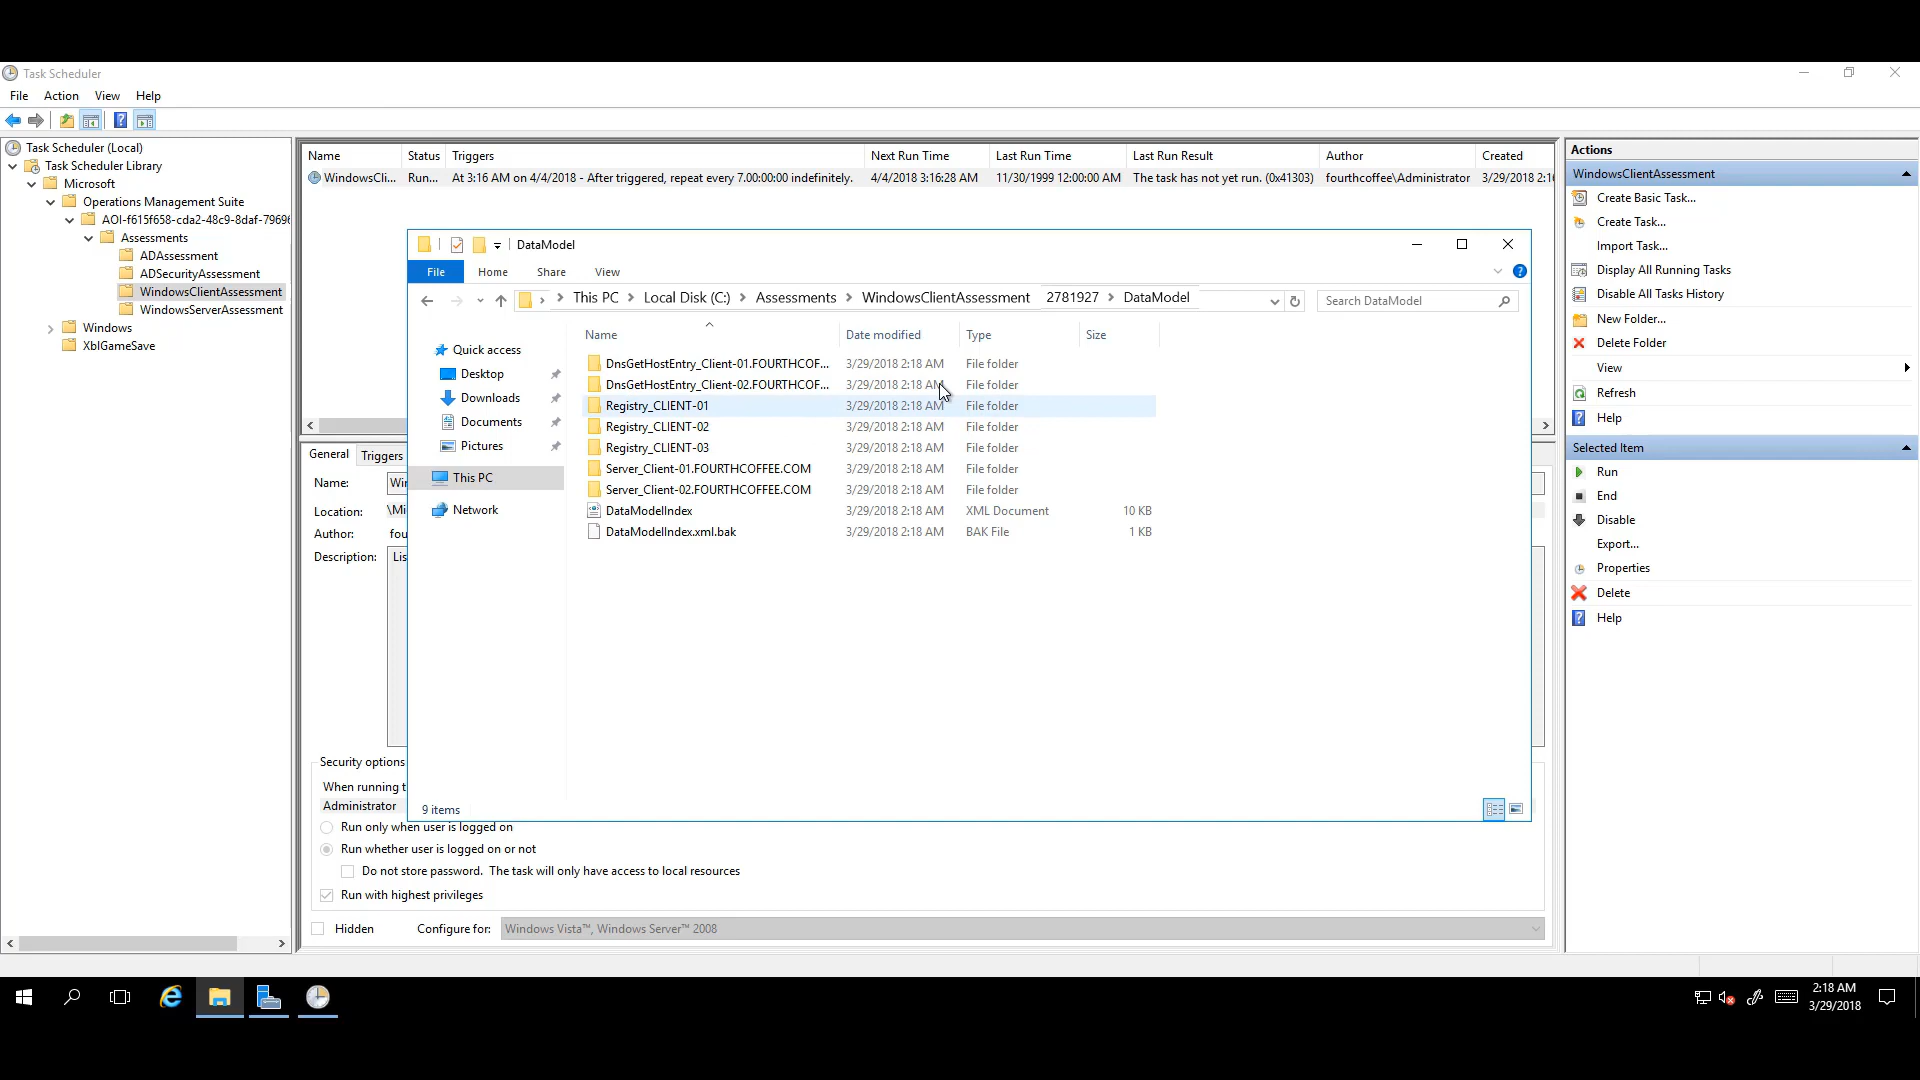 Task Scheduler
File Action View Help
Task Scheduler (Local)
Task Scheduler Library
Microsoft
Operations Management Suite
AOI-f615f658-cda2-48c9-8daf-7969
Assessments
ADAssessment
ADSecurityAssessment
WindowsClientAssessment
WindowsServerAssessment
Windows
XblGameSave
Name Status Triggers Next Run Time Last Run Time Last Run Result Author Created
WindowsCli... Run... At 3:16 AM on 4/4/2018 - After triggered, repeat every 7.00:00:00 indefinitely. 4/4/2018 3:16:28 AM 11/30/1999 12:00:00 AM The task has not yet run. (0x41303) fourthcoffee\Administrator 3/29/2018 2:16
General Triggers
Name: Wi
Location: \Mi
Author: fou
Description: Lis
Security options
When running t
Administrator
Run only when user is logged on
Run whether user is logged on or not
Do not store password. The task will only have access to local resources
Run with highest privileges
Hidden Configure for: Windows Vista™, Windows Server™ 2008
DataModel
File Home Share View
This PC Local Disk (C:) Assessments WindowsClientAssessment 2781927 DataModel
Search DataModel
Quick access
Desktop
Downloads
Documents
Pictures
This PC
Network
Name Date modified Type Size
DnsGetHostEntry_Client-01.FOURTHCOF... 3/29/2018 2:18 AM File folder
DnsGetHostEntry_Client-02.FOURTHCOF... 3/29/2018 2:18 AM File folder
Registry_CLIENT-01 3/29/2018 2:18 AM File folder
Registry_CLIENT-02 3/29/2018 2:18 AM File folder
Registry_CLIENT-03 3/29/2018 2:18 AM File folder
Server_Client-01.FOURTHCOFFEE.COM 3/29/2018 2:18 AM File folder
Server_Client-02.FOURTHCOFFEE.COM 3/29/2018 2:18 AM File folder
DataModelIndex 3/29/2018 2:18 AM XML Document 10 KB
DataModelIndex.xml.bak 3/29/2018 2:18 AM BAK File 1 KB
9 items
Actions
WindowsClientAssessment
Create Basic Task...
Create Task...
Import Task...
Display All Running Tasks
Disable All Tasks History
New Folder...
Delete Folder
View
Refresh
Help
Selected Item
Run
End
Disable
Export...
Properties
Delete
Help
2:18 AM
3/29/2018